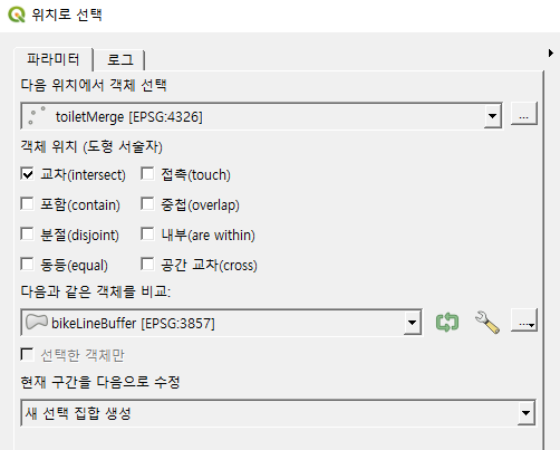 위치로 선택
파라미터 로그
다음 위치에서 객체 선택
toiletMerge [EPSG:4326] ...
객체 위치 (도형 서술자)
교차(intersect) 접촉(touch)
포함(contain) 중첩(overlap)
분절(disjoint) 내부(are within)
동등(equal) 공간 교차(cross)
다음과 같은 객체를 비교:
bikeLineBuffer [EPSG:3857] ...
선택한 객체만
현재 구간을 다음으로 수정
새 선택 집합 생성